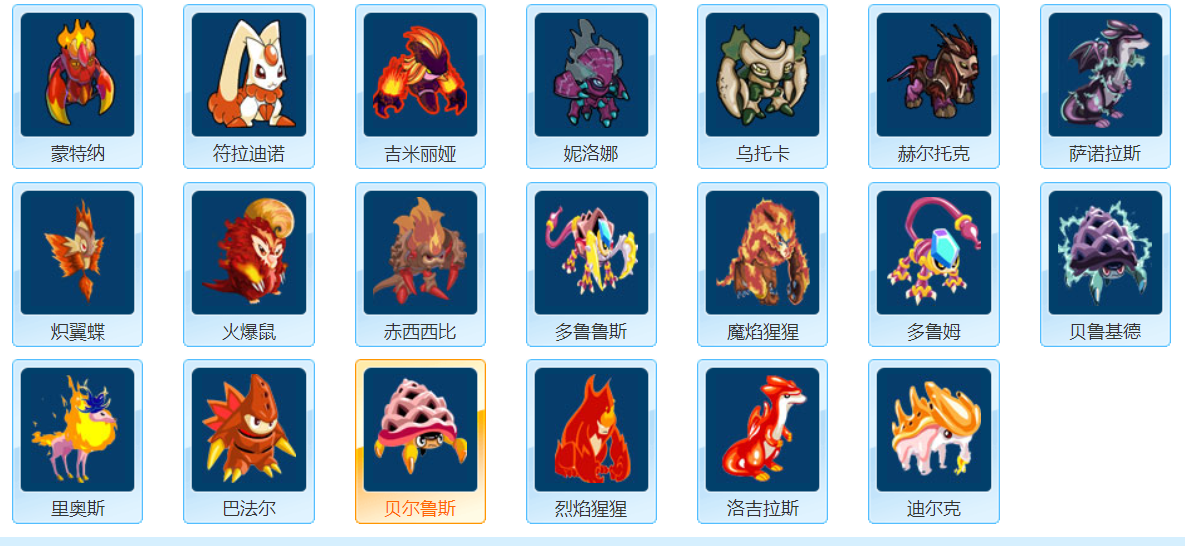 蒙特纳
符拉迪诺
吉米丽娅
妮洛娜
乌托卡
赫尔托克
萨诺拉斯
炽翼蝶
火爆鼠
赤西西比
多鲁鲁斯
魔焰猩猩
多鲁姆
贝鲁基德
里奥斯
巴法尔
贝尔鲁斯
烈焰猩猩
洛吉拉斯
迪尔克